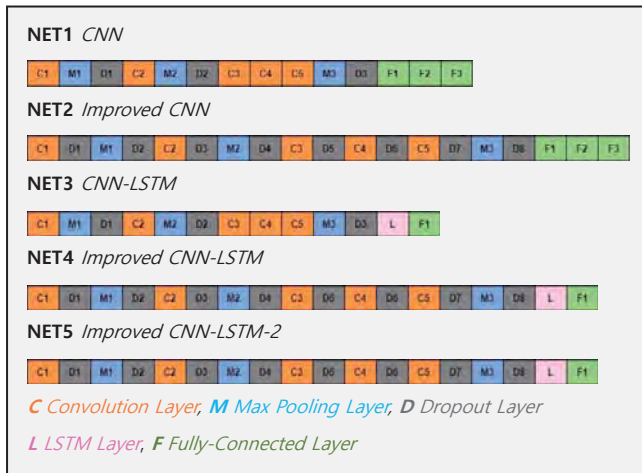 NET1 CNN
C1 M1 D1 C2 M2 D2 C3 C4 C5 M3 D3 F1 F2 F3
NET2 Improved CNN
C1 D1 M1 D2 C2 D3 M2 D4 C3 D5 C4 D6 C5 D7 M3 D8 F1 F2 F3
NET3 CNN-LSTM
C1 M1 D1 C2 M2 D2 C3 C4 C5 M3 D3 L F1
NET4 Improved CNN-LSTM
C1 D1 M1 D2 C2 D3 M2 D4 C3 D5 C4 D6 C5 D7 M3 D8 L F1
NET5 Improved CNN-LSTM-2
C1 D1 M1 D2 C2 D3 M2 D4 C3 D5 C4 D6 C5 D7 M3 D8 L F1
C Convolution Layer, M Max Pooling Layer, D Dropout Layer
L LSTM Layer, F Fully-Connected Layer